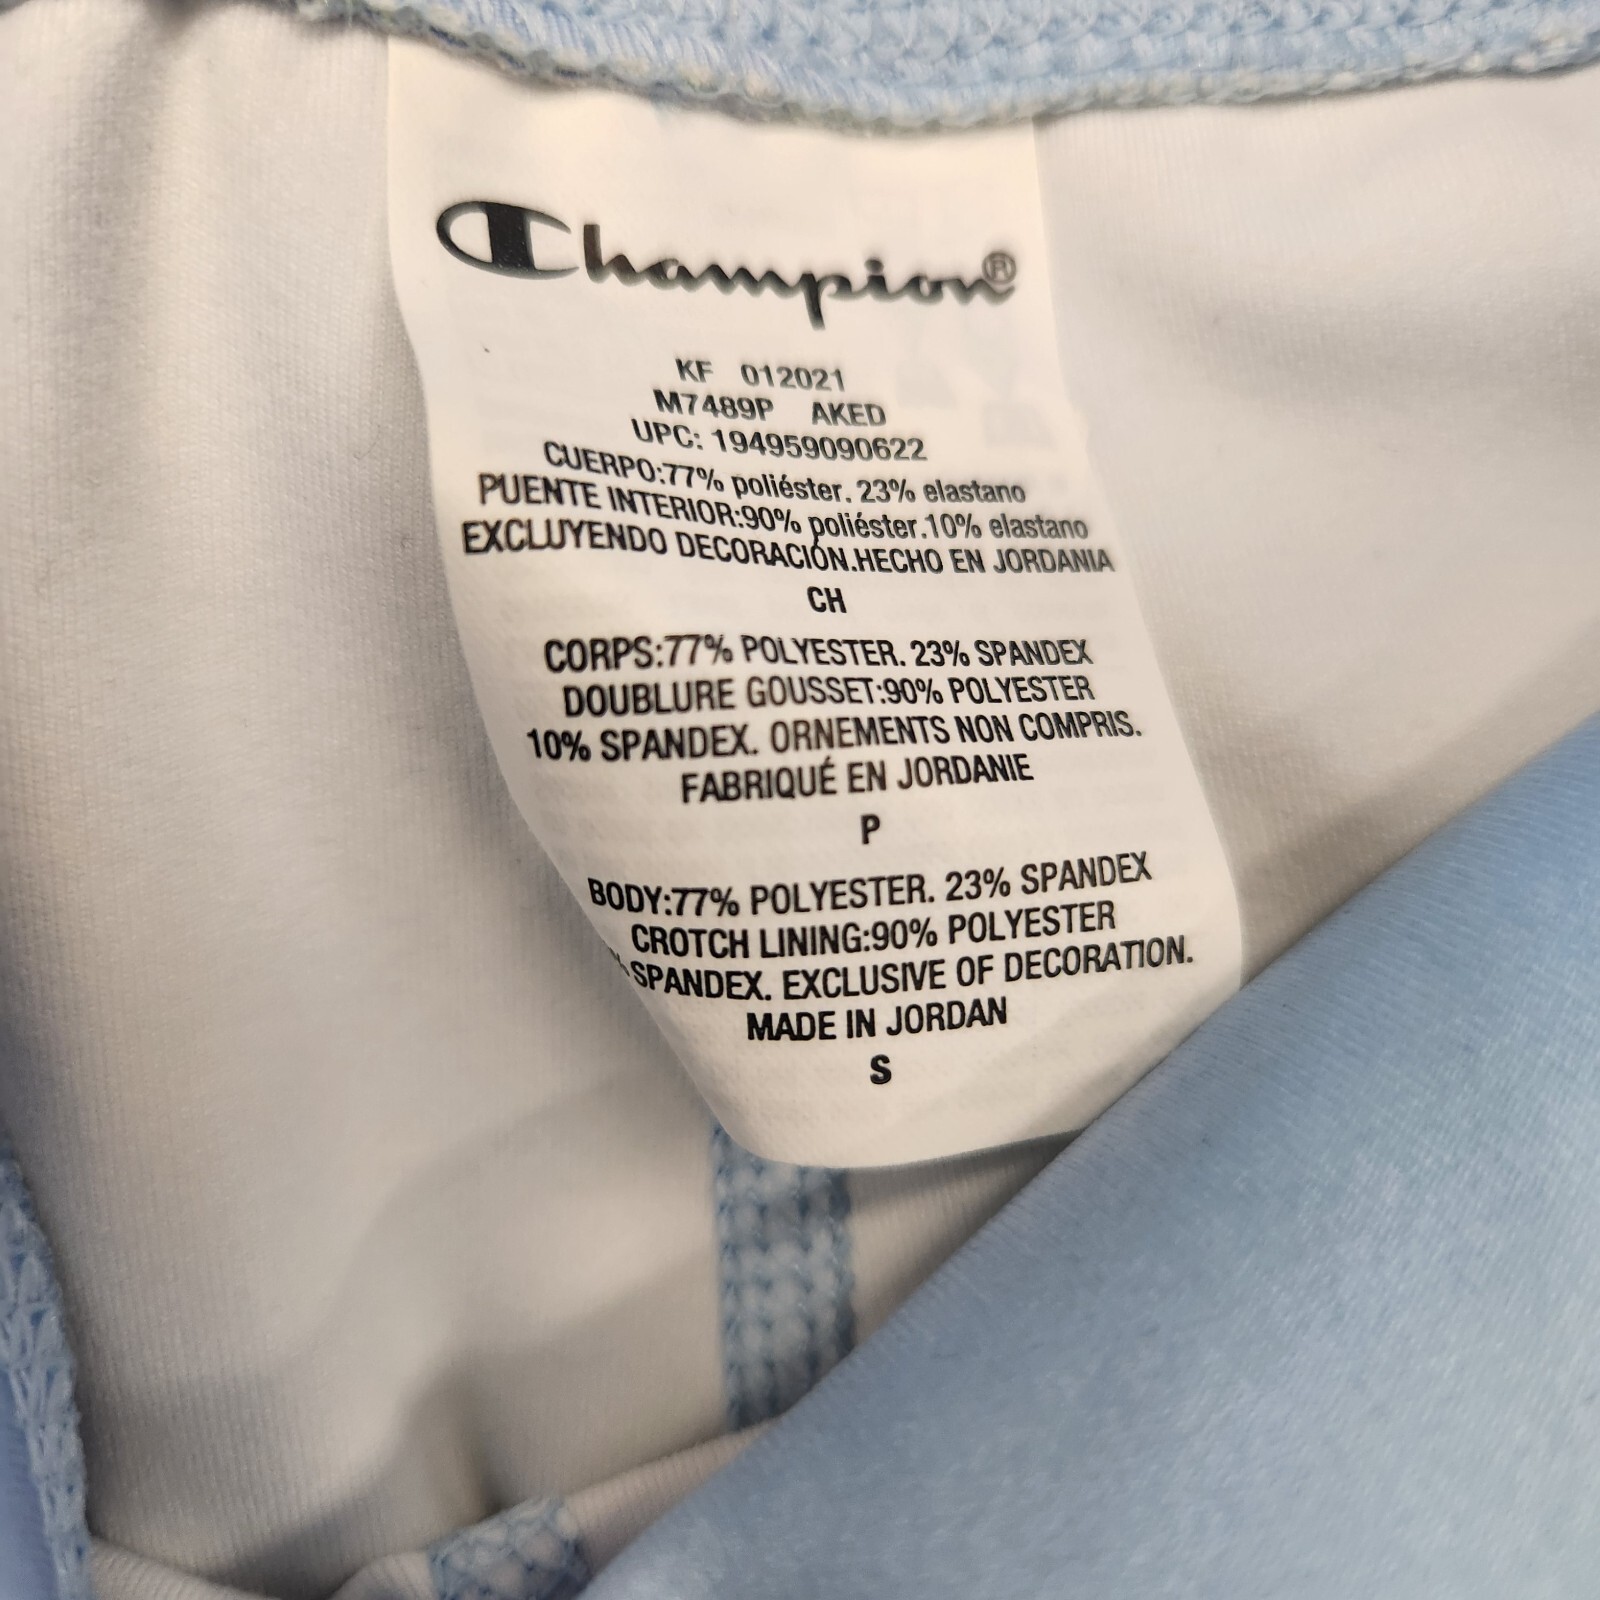 Champion®
KF 012021
M7489P AKED
UPC: 194959090622
CUERPO:77% poliéster. 23% elastano
PUENTE INTERIOR:90% poliéster.10% elastano
EXCLUYENDO DECORACIÓN.HECHO EN JORDANIA
CH
CORPS:77% POLYESTER. 23% SPANDEX
DOUBLURE GOUSSET:90% POLYESTER
10% SPANDEX. ORNEMENTS NON COMPRIS.
FABRIQUÉ EN JORDANIE
P
BODY:77% POLYESTER. 23% SPANDEX
CROTCH LINING:90% POLYESTER
% SPANDEX. EXCLUSIVE OF DECORATION.
MADE IN JORDAN
S